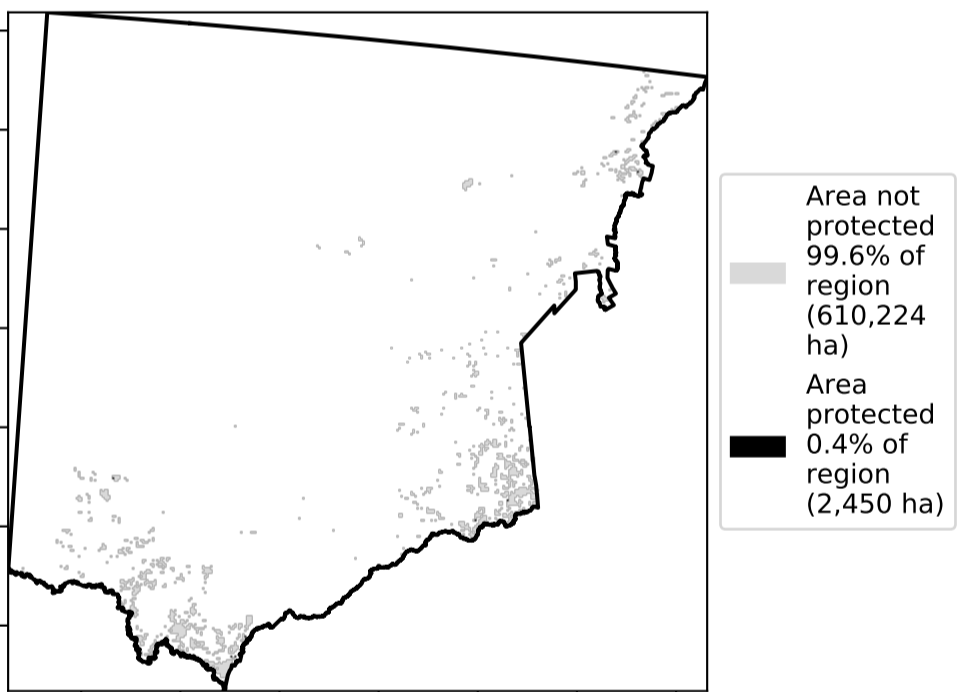 Area not
protected
99.6% of
region
(610,224
ha)
Area
protected
0.4% of
region
(2,450 ha)